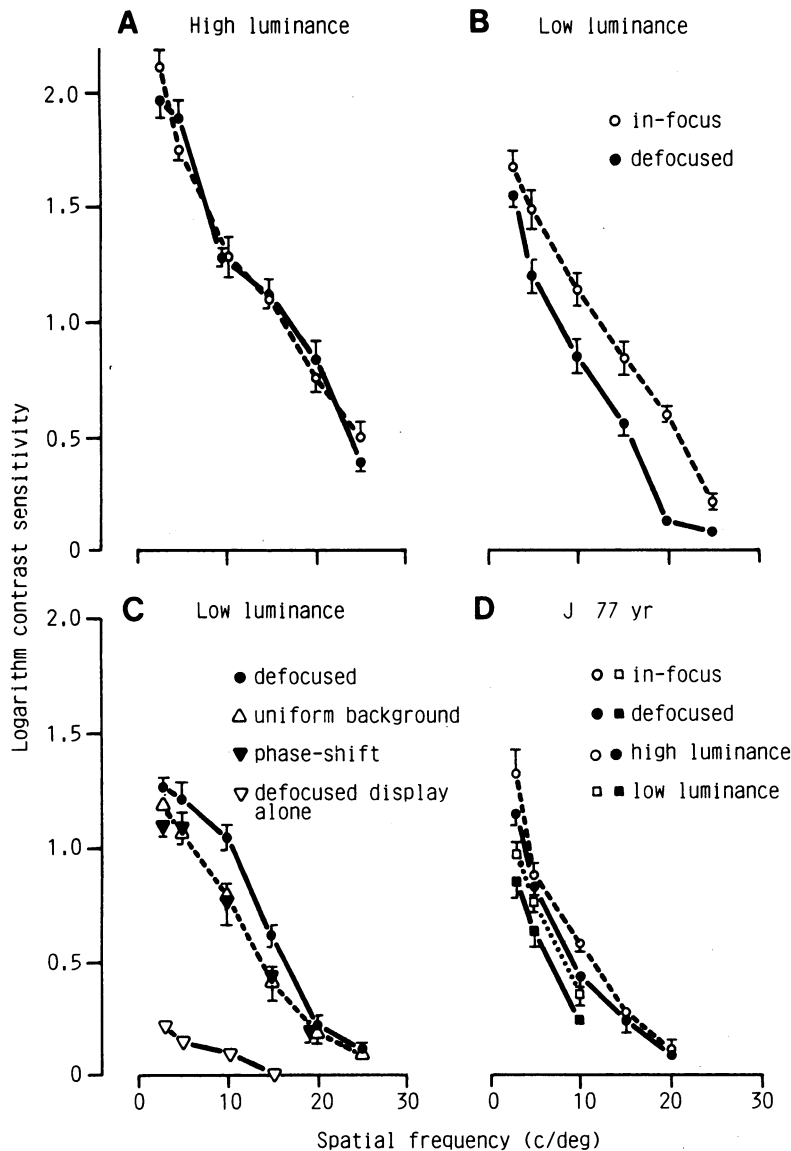 A High luminance
B Low luminance
2.0
1.5
1.0
0.5
0
in-focus
defocused
Logarithm contrast sensitivity
C Low luminance
2.0
1.5
1.0
0.5
0
defocused
uniform background
phase-shift
defocused display
alone
D J 77 yr
in-focus
defocused
high luminance
low luminance
0 10 20 30
0 10 20 30
Spatial frequency (c/deg)